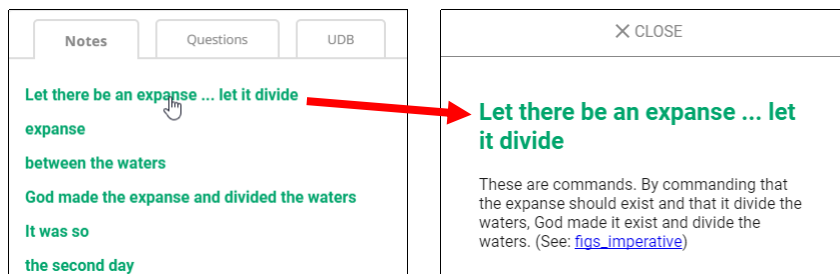 Notes
Questions
UDB
Let there be an expanse ... let it divide
expanse
between the waters
God made the expanse and divided the waters
It was so
the second day
CLOSE
Let there be an expanse ... let
it divide
These are commands. By commanding that
the expanse should exist and that it divide the
waters, God made it exist and divide the
waters. (See: figs_imperative)